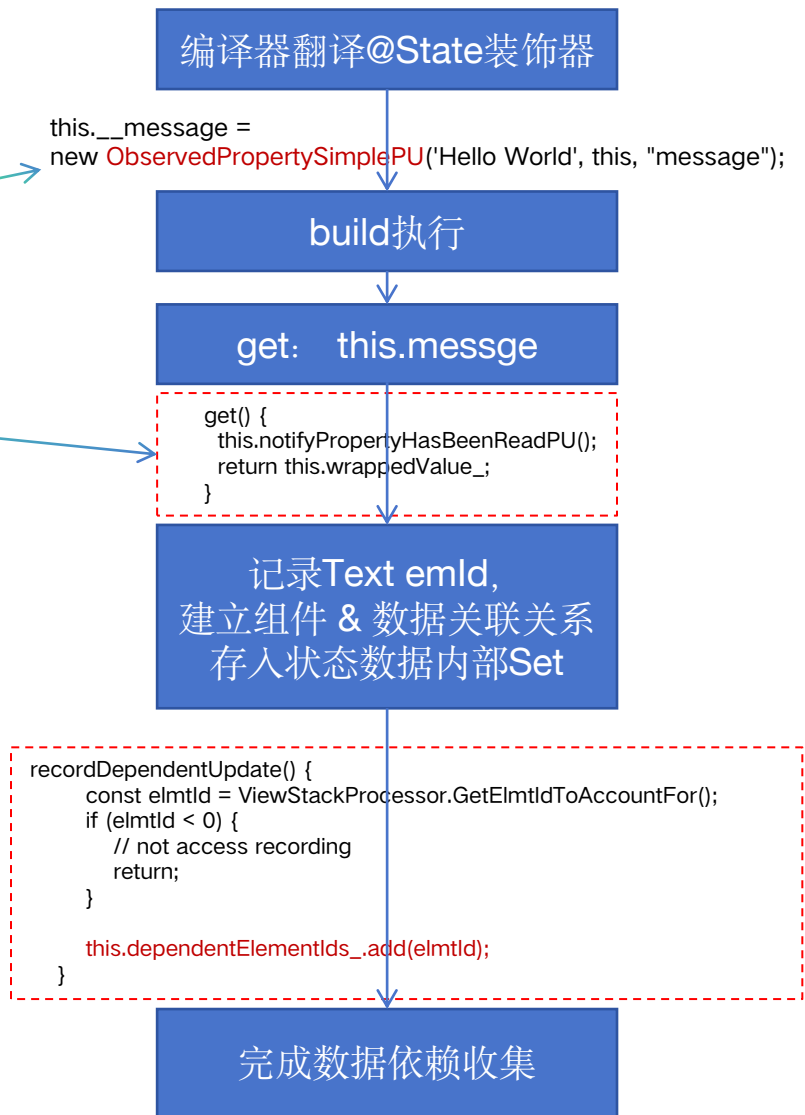 编译器翻译@State装饰器
this.__message =
new ObservedPropertySimplePU('Hello World', this, "message");
build执行
get： this.messge
get() {
this.notifyPropertyHasBeenReadPU();
return this.wrappedValue_;
}
记录Text emId,
建立组件 & 数据关联关系
存入状态数据内部Set
recordDependentUpdate() {
const elmtId = ViewStackProcessor.GetElmtIdToAccountFor();
if (elmtId < 0) {
// not access recording
return;
}
this.dependentElementIds_.add(elmtId);
}
完成数据依赖收集